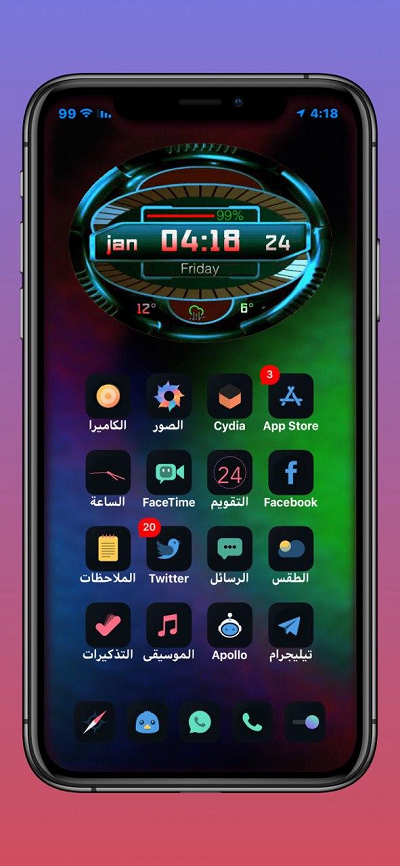 99 4:18
99%
jan 04:18 24
Friday
12° 6°
3
الكاميرا الصور Cydia App Store
24
الساعة FaceTime التقويم Facebook
20
الملاحظات Twitter الرسائل الطقس
التذكيرات الموسيقى Apollo تيليجرام